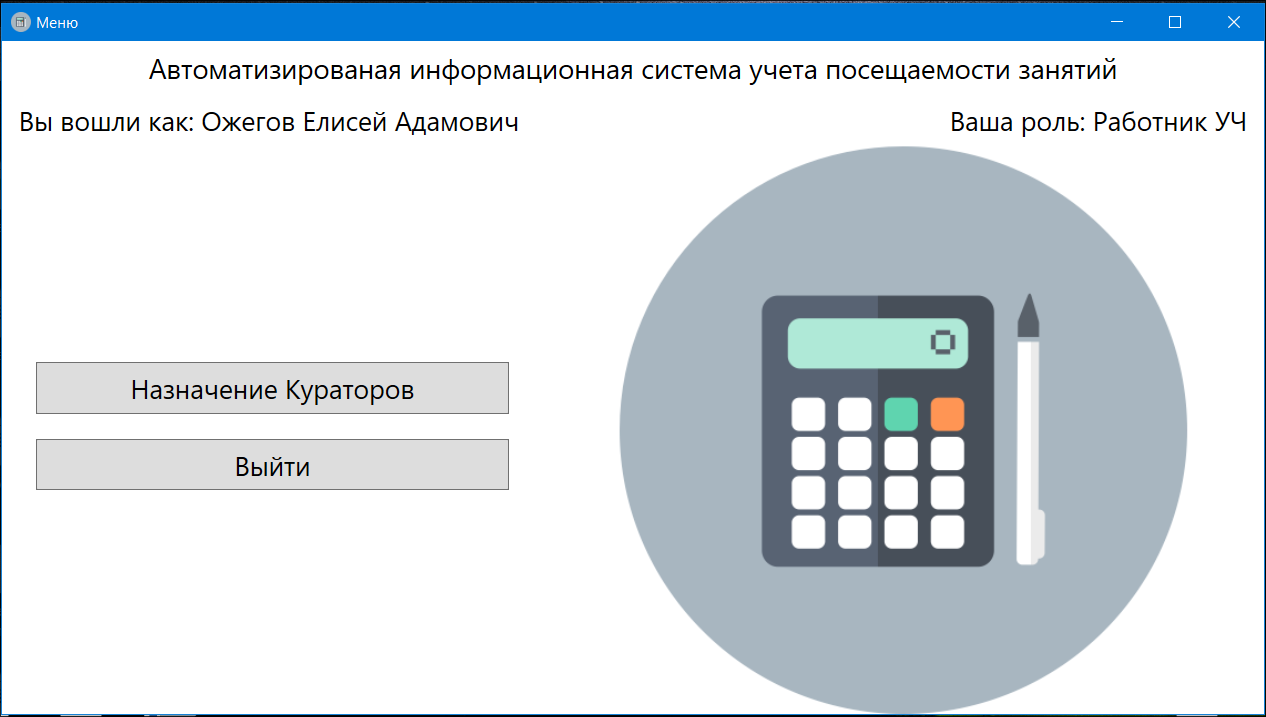 Меню
Автоматизированая информационная система учета посещаемости занятий
Вы вошли как: Ожегов Елисей Адамович
Ваша роль: Работник УЧ
0
Назначение Кураторов
Выйти